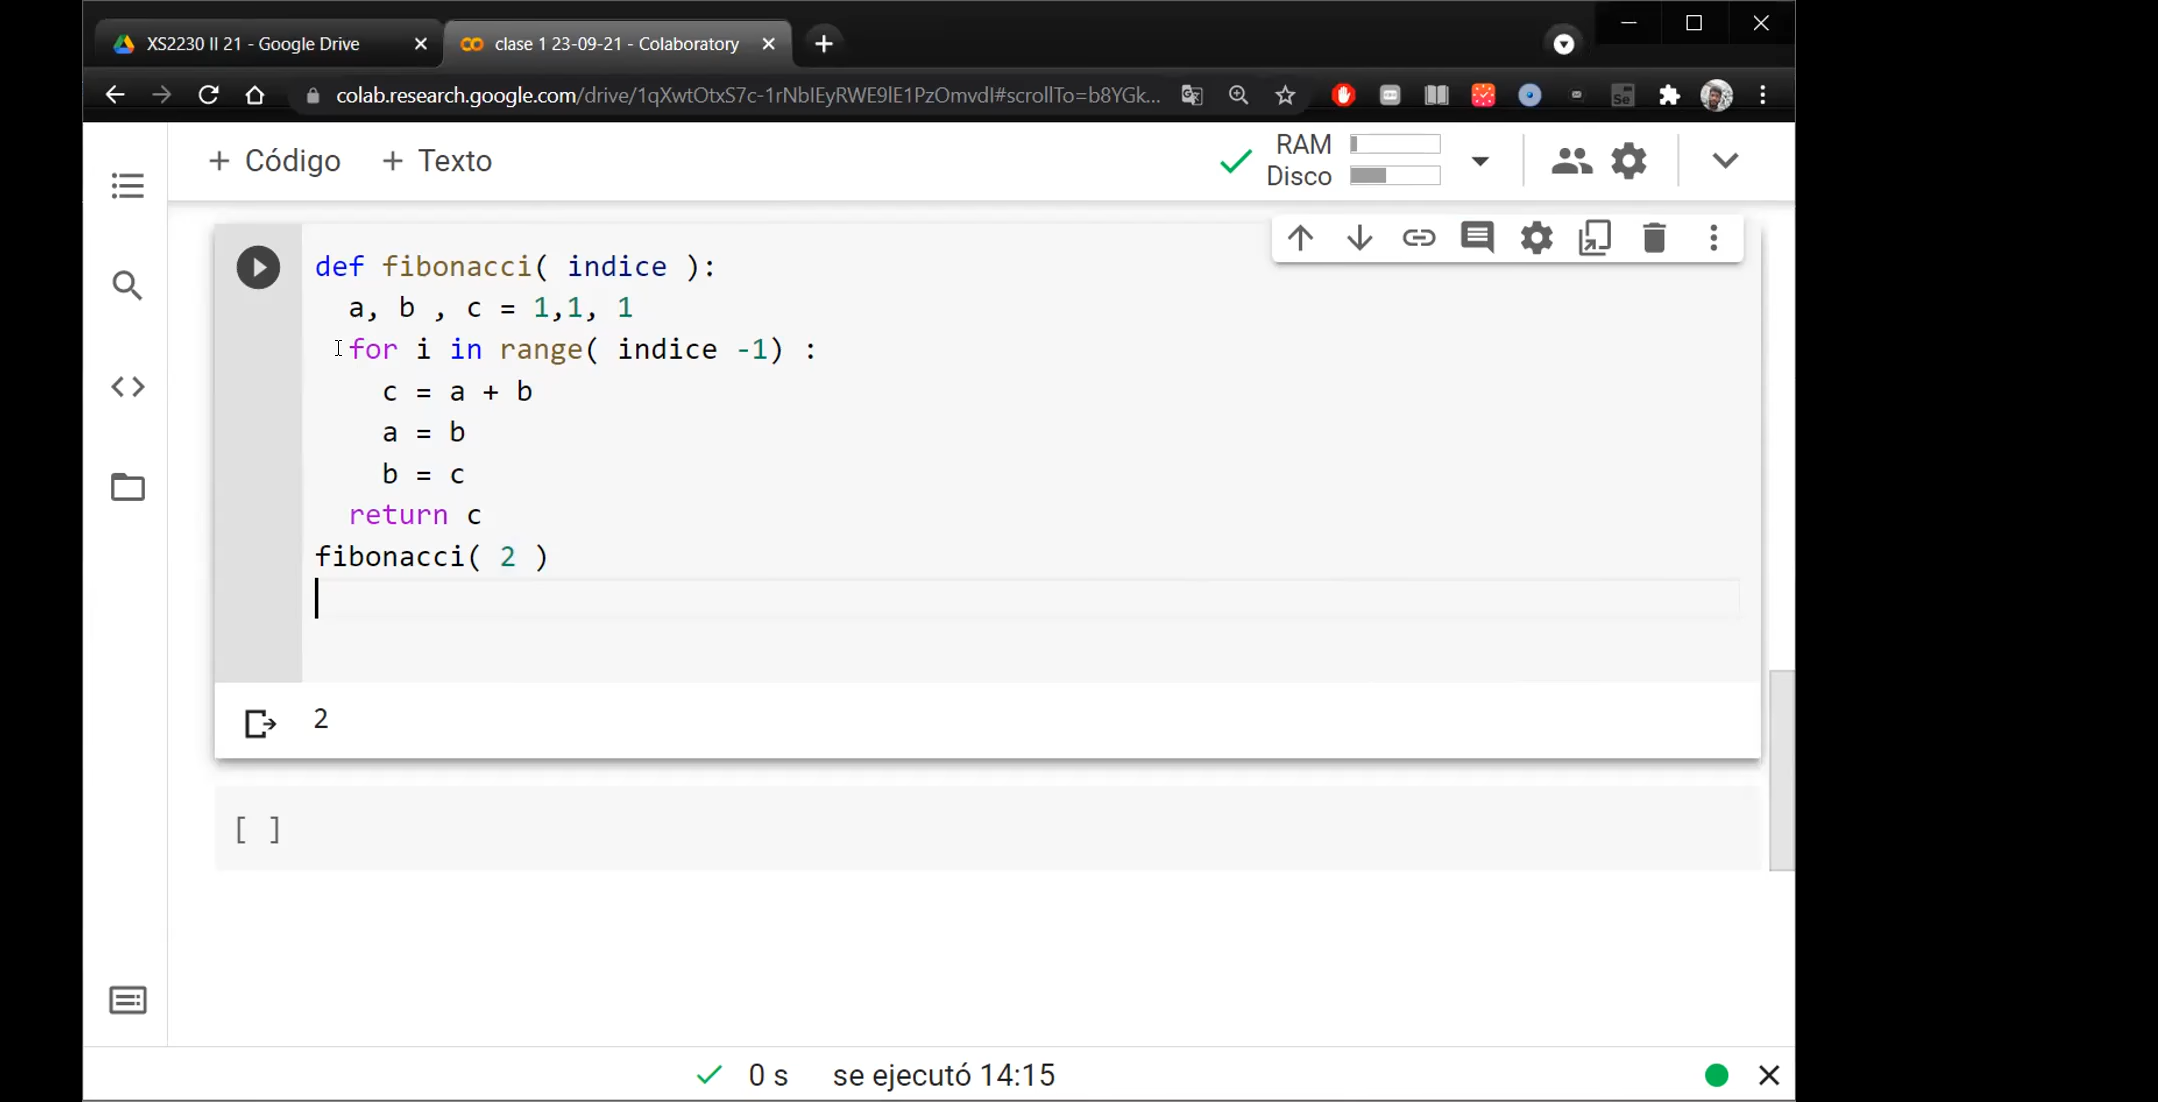 XS2230 II 21 - Google Drive
clase 1 23-09-21 - Colaboratory
colab.research.google.com/drive/1qXwtOtxS7c-1rNbIEyRWE9lE1PzOmvdI#scrollTo=b8YGk...
+ Código + Texto
RAM
Disco
def fibonacci( indice ):
a, b , c = 1,1, 1
for i in range( indice -1) :
c = a + b
a = b
b = c
return c
fibonacci( 2 )
2
[ ]
0 s se ejecutó 14:15